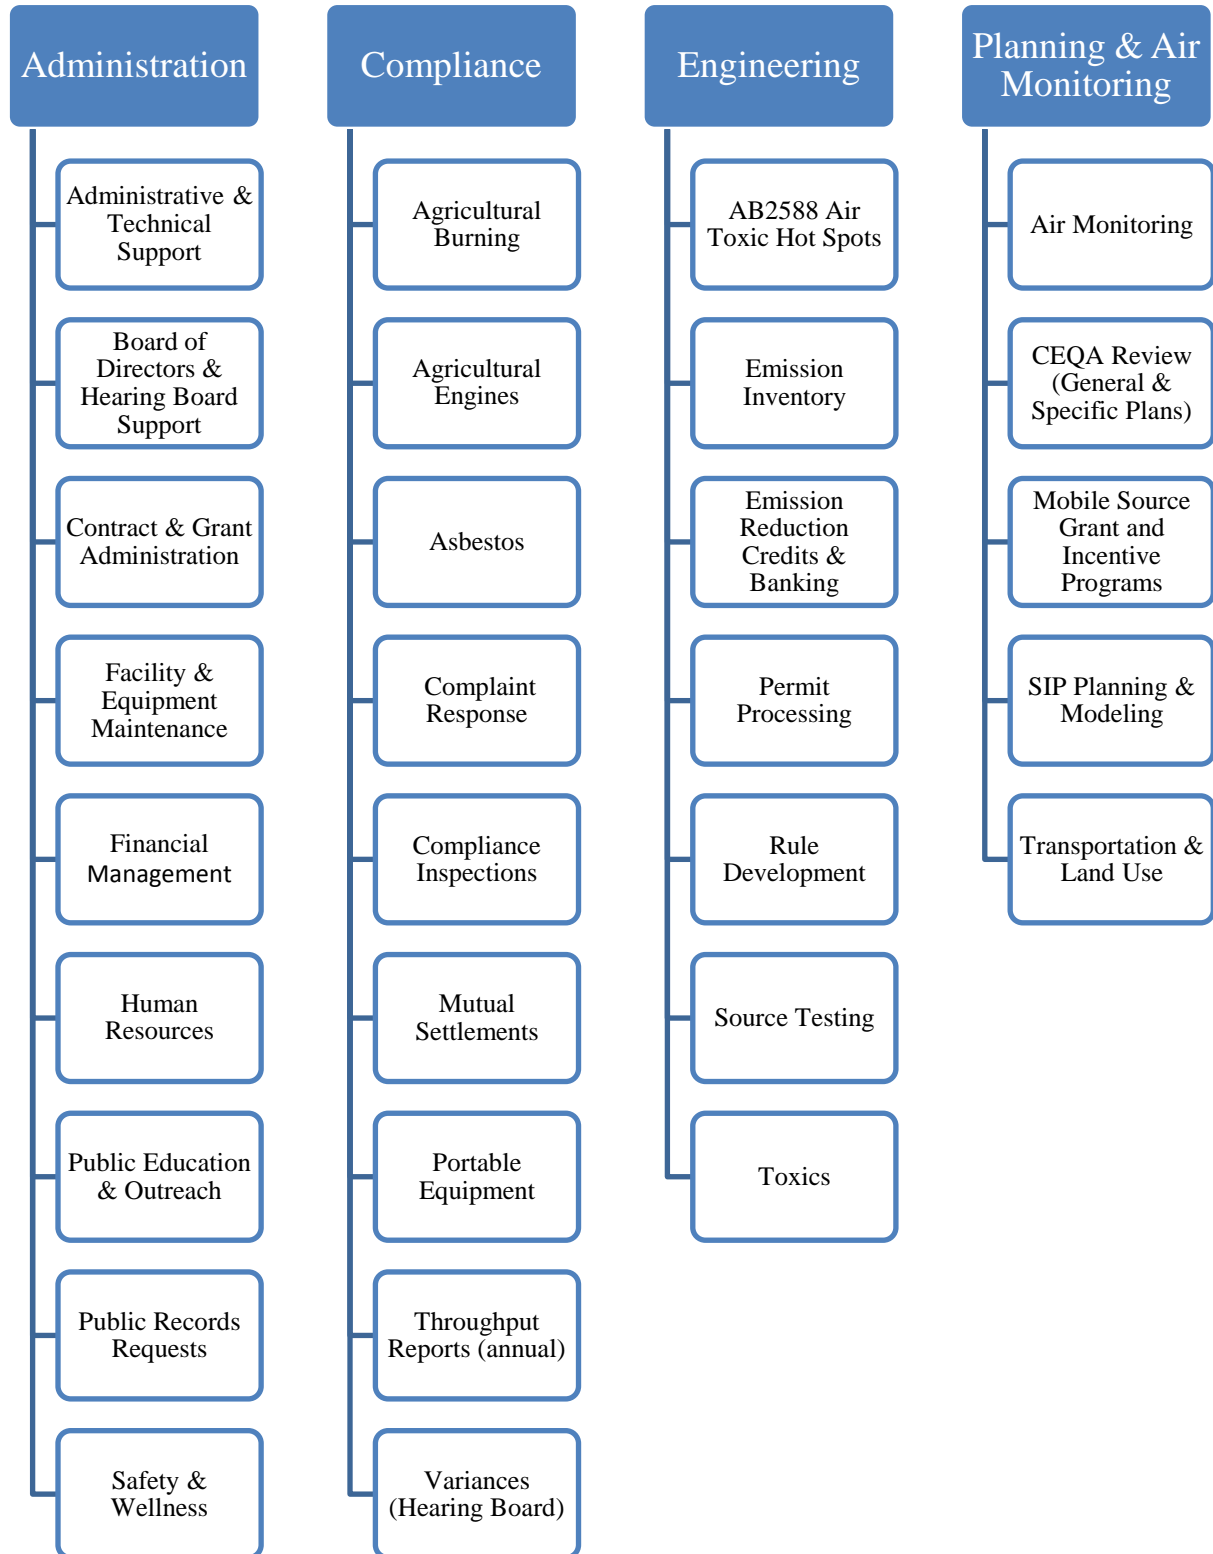 Administration
Administrative &
Technical
Support
Board of
Directors &
Hearing Board
Support
Contract & Grant
Administration
Facility &
Equipment
Maintenance
Financial
Management
Human
Resources
Public Education
& Outreach
Public Records
Requests
Safety &
Wellness
Compliance
Agricultural
Burning
Agricultural
Engines
Asbestos
Complaint
Response
Compliance
Inspections
Mutual
Settlements
Portable
Equipment
Throughput
Reports (annual)
Variances
(Hearing Board)
Engineering
AB2588 Air
Toxic Hot Spots
Emission
Inventory
Emission
Reduction
Credits &
Banking
Permit
Processing
Rule
Development
Source Testing
Toxics
Planning & Air
Monitoring
Air Monitoring
CEQA Review
(General &
Specific Plans)
Mobile Source
Grant and
Incentive
Programs
SIP Planning &
Modeling
Transportation &
Land Use